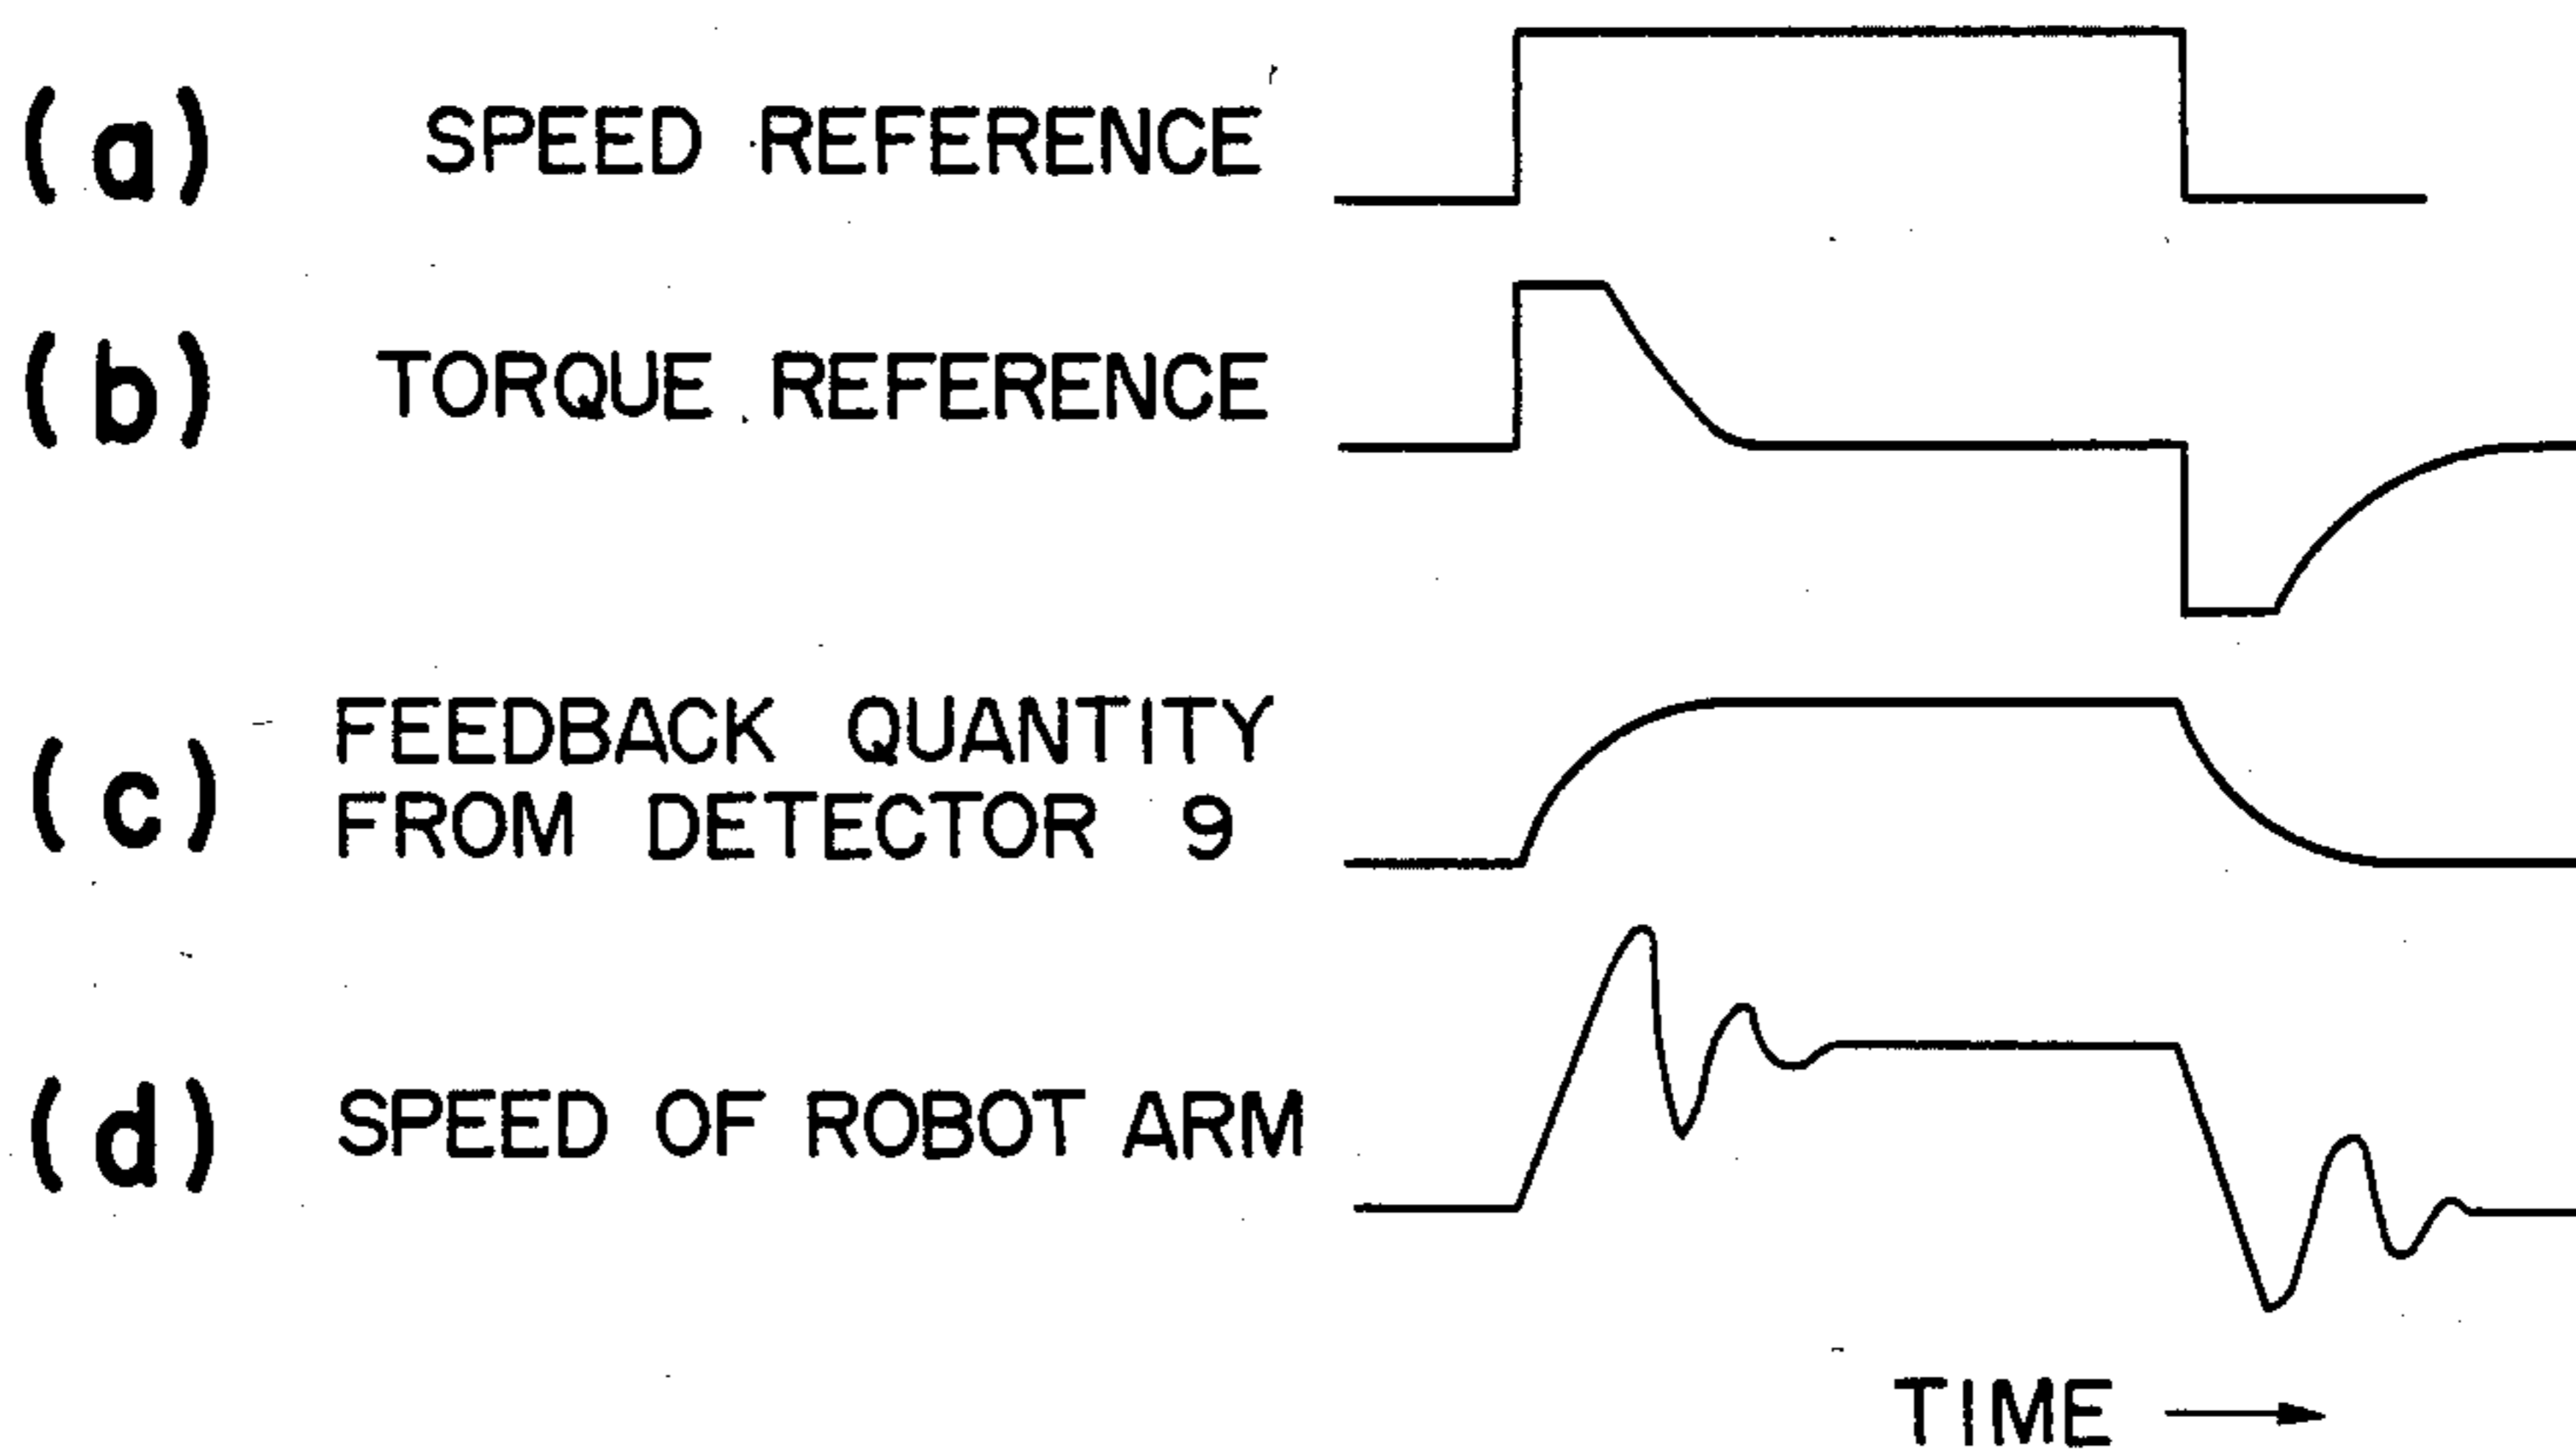 (a) SPEED REFERENCE
(b) TORQUE REFERENCE
(c) FEEDBACK QUANTITY
FROM DETECTOR 9
(d) SPEED OF ROBOT ARM
TIME